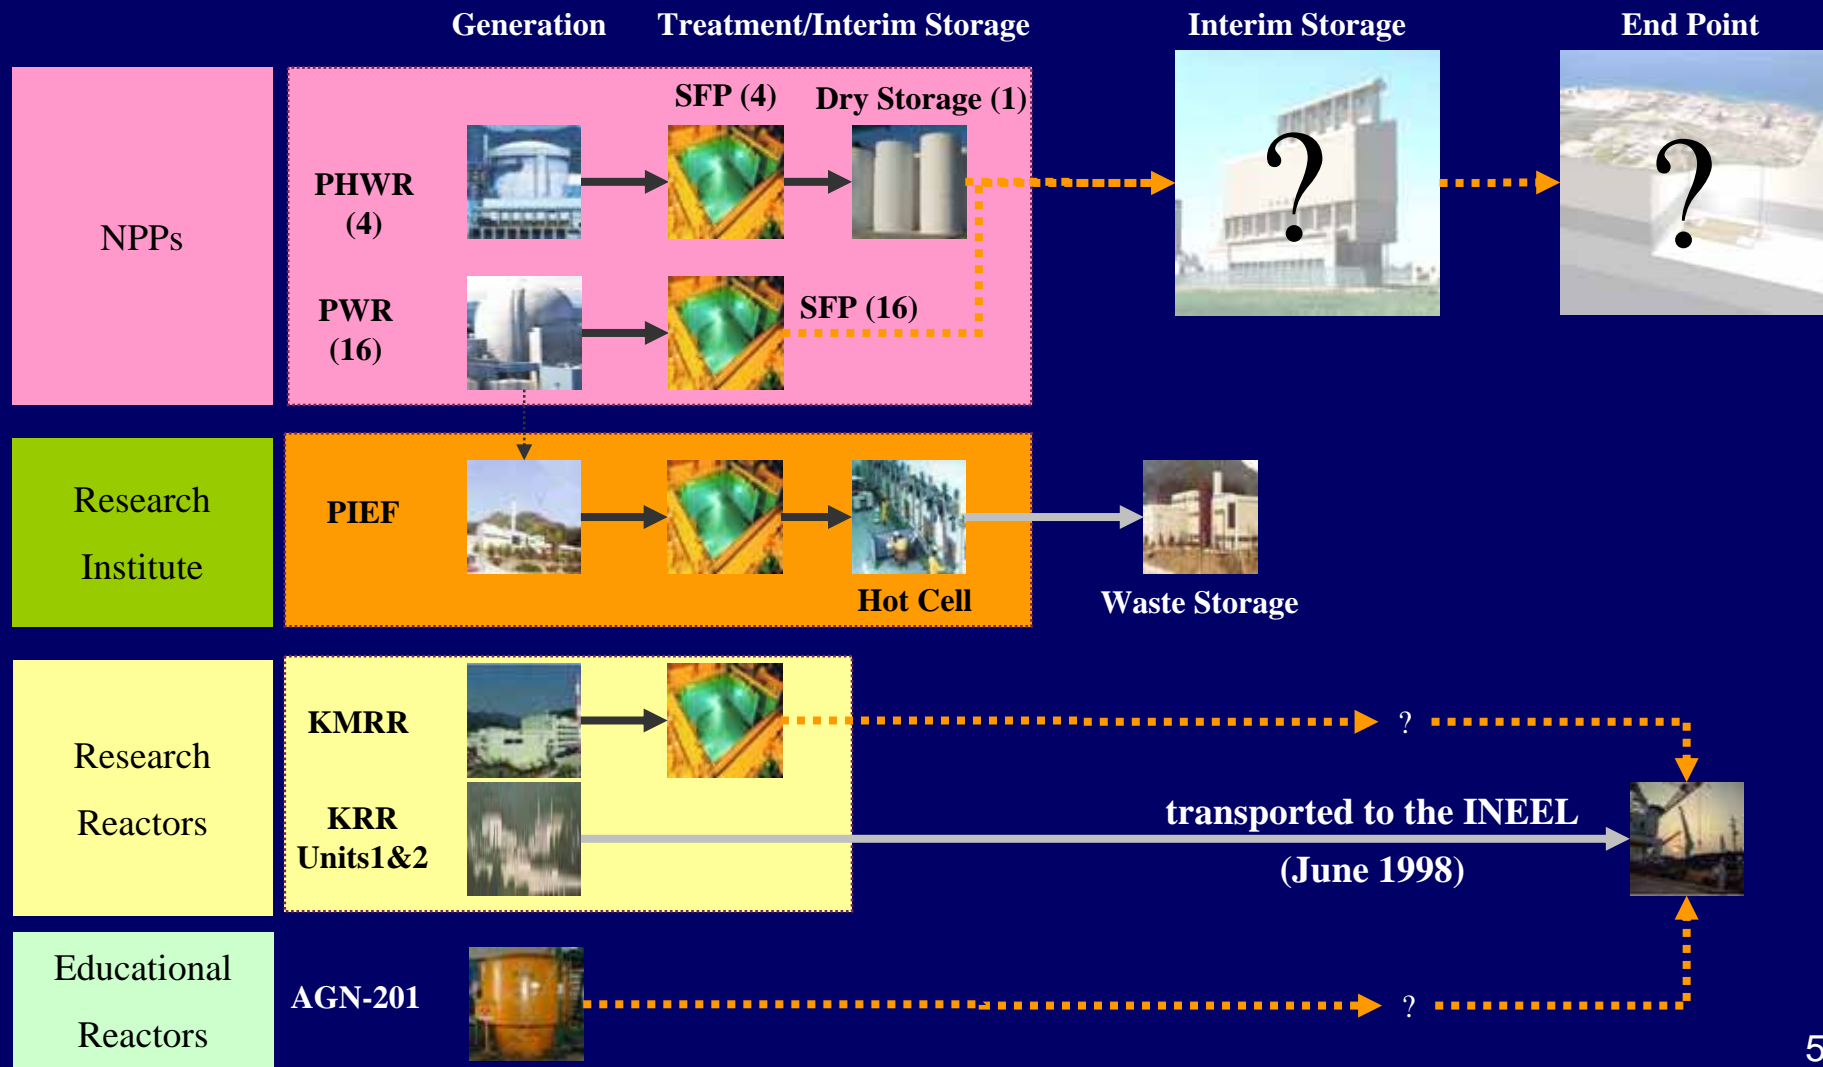 Generation
Treatment/Interim Storage
Interim Storage
End Point
NPPs
PHWR
(4)
SFP (4)
Dry Storage (1)
?
?
PWR
(16)
SFP (16)
Research
Institute
PIEF
Hot Cell
Waste Storage
Research
Reactors
KMRR
?
KRR
Units1&2
transported to the INEEL
(June 1998)
Educational
Reactors
AGN-201
?
5